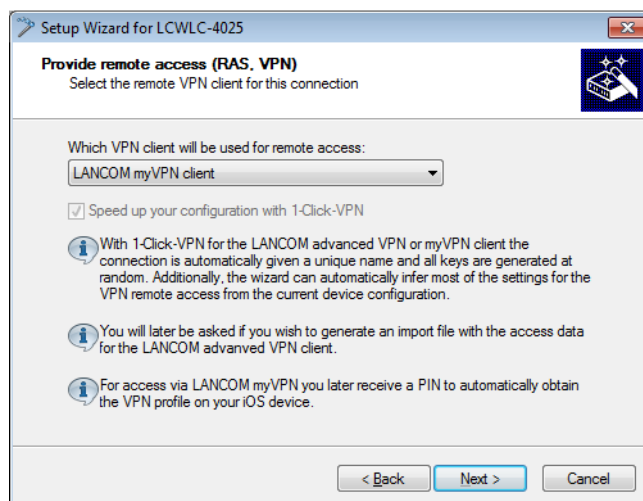 Setup Wizard for LCWLC-4025
Provide remote access (RAS, VPN)
Select the remote VPN client for this connection
Which VPN client will be used for remote access:
LANCOM myVPN client
Speed up your configuration with 1-Click-VPN
With 1-Click-VPN for the LANCOM advanced VPN or myVPN client the
connection is automatically given a unique name and all keys are generated at
random. Additionally, the wizard can automatically infer most of the settings for the
VPN remote access from the current device configuration.
You will later be asked if you wish to generate an import file with the access data
for the LANCOM advanved VPN client.
For access via LANCOM myVPN you later receive a PIN to automatically obtain
the VPN profile on your iOS device.
< Back
Next >
Cancel